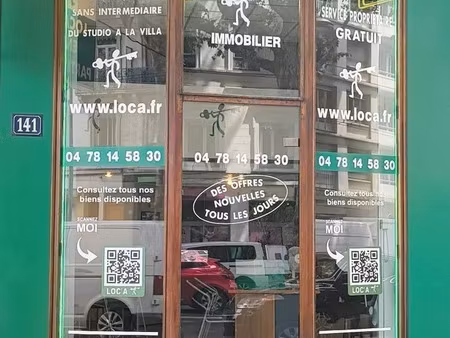 SANS INTERMEDIAIRE
DU STUDIO A LA VILLA
www.loca.fr
04 78 14 58 30
Consultez tous nos
biens disponibles
SCANNEZ
MOI
LOC'A
IMMOBILIER
04 78 14 58 30
DES OFFRES
NOUVELLES
TOUS LES JOURS
SERVICE PROPRIETAIRE
GRATUIT
www.loca.fr
04 78 14 58 30
Consultez tous nos
biens disponibles
SCANNEZ
MOI
LOC'A
141